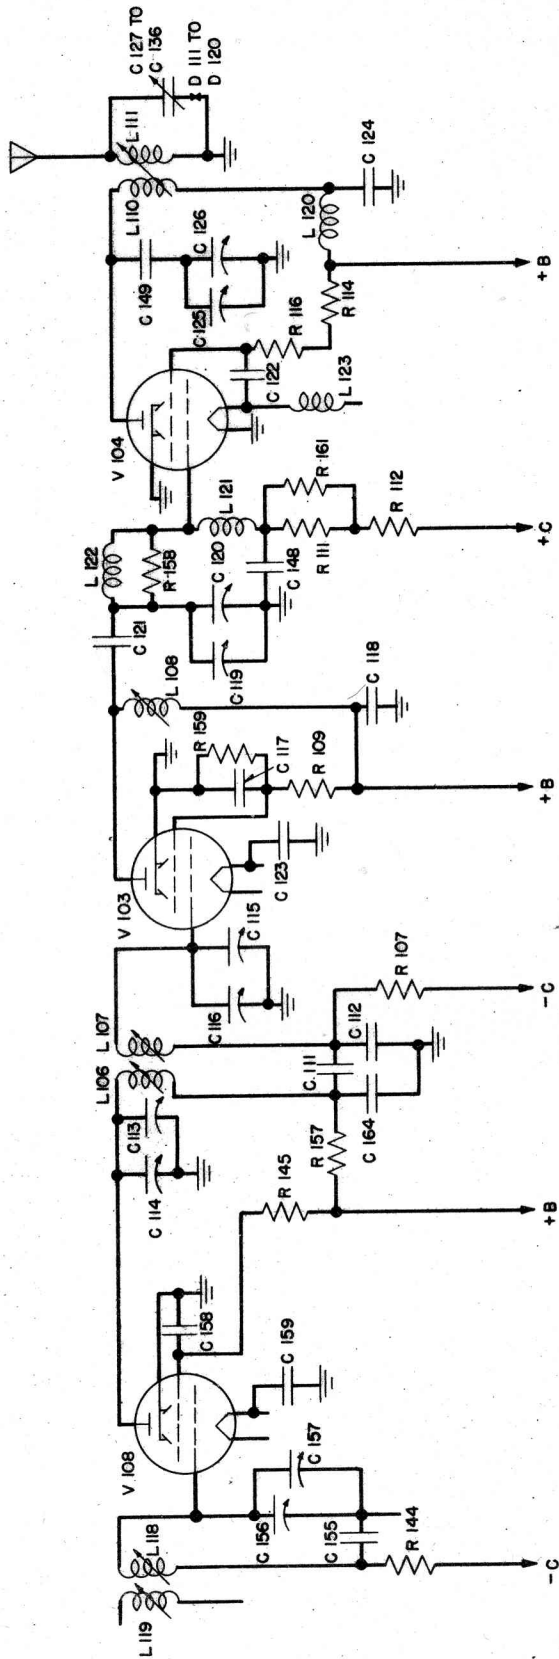 L119
L118
V 108
C 156
C 157
C 155
R 144
-C
C 158
C 159
R 145
+B
C 114
C 113
L 106
L 107
R 157
C 164
C 111
C 112
R 107
-C
C 116
C 115
V 103
C 123
R 159
C 117
R 109
+B
C 118
L 108
C 121
L 122
R-158
C 119
C 120
L 121
C 148
R 111
R-161
R 112
+C
V 104
C 122
L 123
R 116
R 114
+B
L 120
C 124
C 149
C 125
C 126
L 110
L-111
C 127 TO
C 136
D 111 TO
D 120